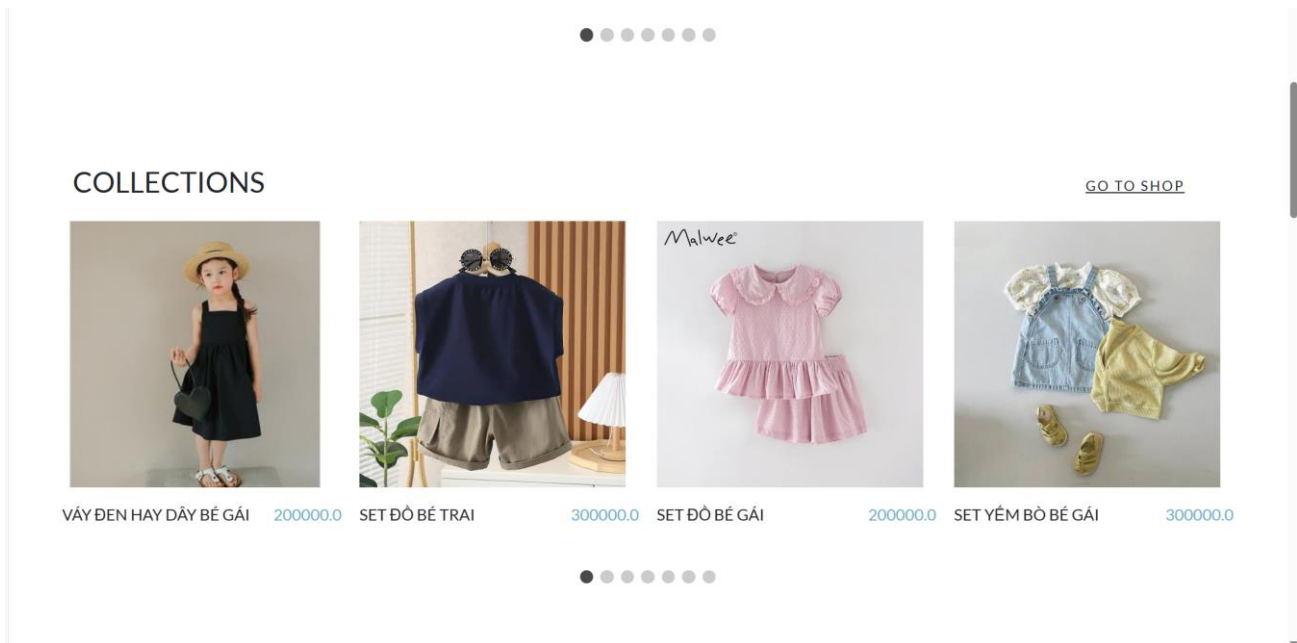 COLLECTIONS
GO TO SHOP
Malwee
VÁY ĐEN HAY DÂY BÉ GÁI 200000.0
SET ĐỒ BÉ TRAI 300000.0
SET ĐỒ BÉ GÁI 200000.0
SET YẾM BÒ BÉ GÁI 300000.0